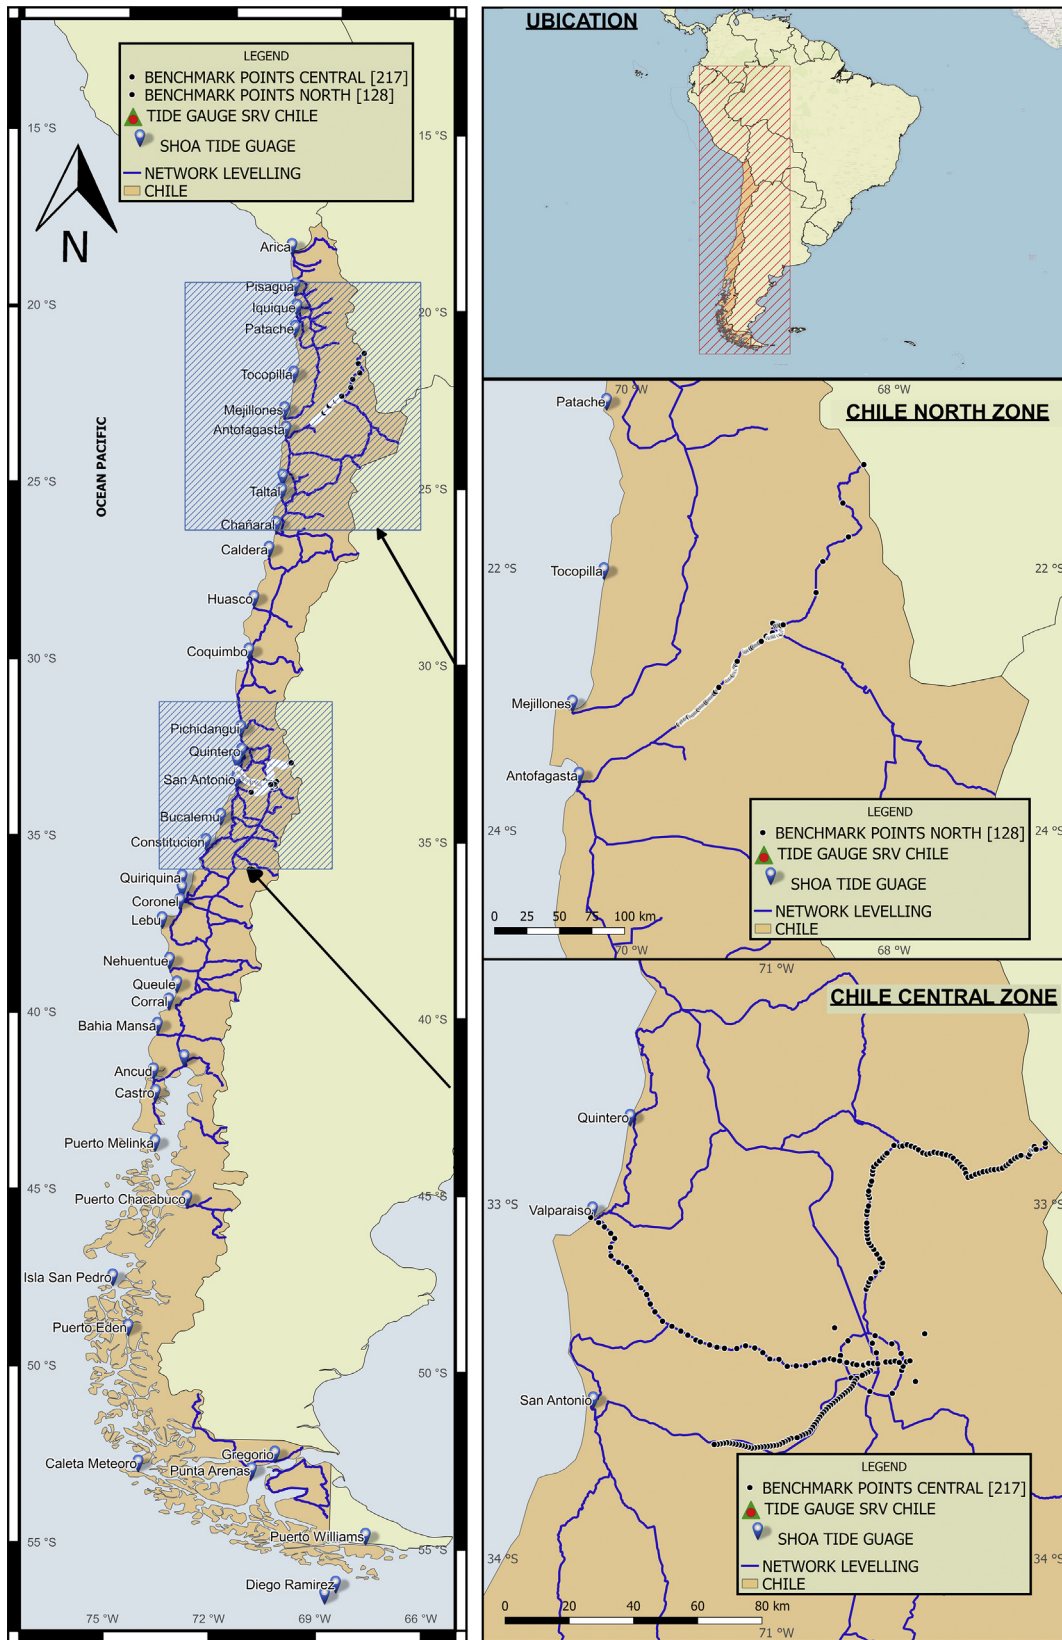 LEGEND
BENCHMARK POINTS CENTRAL [217]
BENCHMARK POINTS NORTH [128]
TIDE GAUGE SRV CHILE
SHOA TIDE GUAGE
NETWORK LEVELLING
CHILE
N
OCEAN PACIFIC
15 °S
15 °S
20 °S
20 °S
25 °S
25 °S
30 °S
30 °S
35 °S
35 °S
40 °S
40 °S
45 °S
45 °S
50 °S
50 °S
55 °S
55 °S
75 °W
72 °W
69 °W
66 °W
Arica
Pisagua
Iquique
Patache
Tocopilla
Mejillones
Antofagasta
Taltal
Chañaral
Caldera
Huasco
Coquimbo
Pichidangui
Quintero
San Antonio
Bucalemu
Constitucion
Quiriquina
Coronel
Lebu
Nehuentue
Queule
Corral
Bahia Mansa
Ancud
Castro
Puerto Melinka
Puerto Chacabuco
Isla San Pedro
Puerto Eden
Caleta Meteoro
Gregorio
Punta Arenas
Puerto Williams
Diego Ramirez
UBICATION
CHILE NORTH ZONE
70 °W
68 °W
Patache
Tocopilla
22 °S
22 °S
Mejillones
Antofagasta
24 °S
24 °S
LEGEND
BENCHMARK POINTS NORTH [128]
TIDE GAUGE SRV CHILE
SHOA TIDE GUAGE
NETWORK LEVELLING
CHILE
0 25 50 75 100 km
70 °W
68 °W
71 °W
CHILE CENTRAL ZONE
Quintero
Valparaiso
33 °S
33 °S
San Antonio
34 °S
34 °S
LEGEND
BENCHMARK POINTS CENTRAL [217]
TIDE GAUGE SRV CHILE
SHOA TIDE GUAGE
NETWORK LEVELLING
CHILE
0 20 40 60 80 km
71 °W